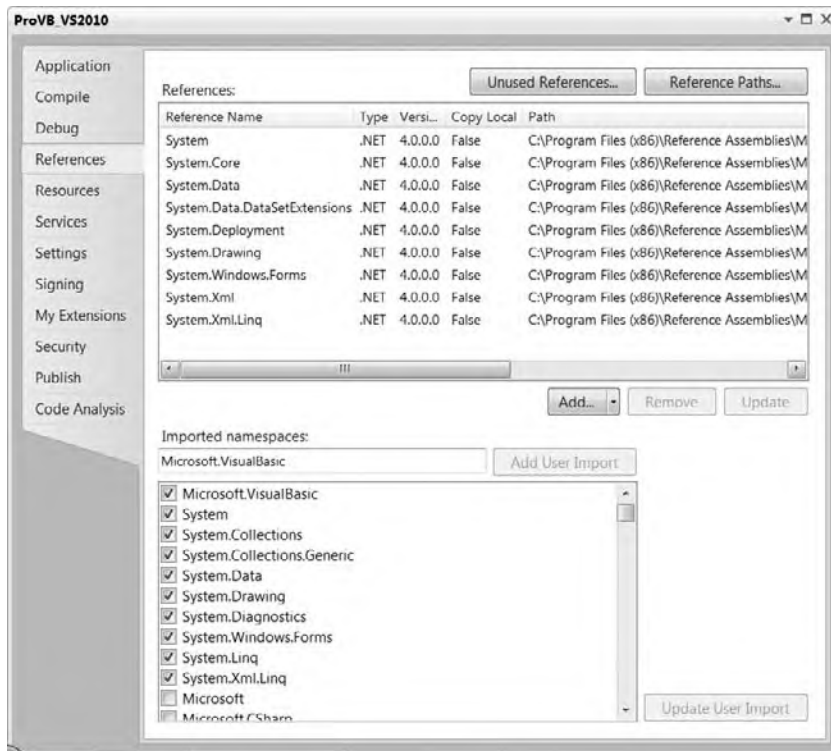 ProVB_VS2010
Application
Compile
Debug
References
Resources
Services
Settings
Signing
My Extensions
Security
Publish
Code Analysis
References:
Unused References...
Reference Paths...
Reference Name Type Versi... Copy Local Path
System .NET 4.0.0.0 False C:\Program Files (x86)\Reference Assemblies\M
System.Core .NET 4.0.0.0 False C:\Program Files (x86)\Reference Assemblies\M
System.Data .NET 4.0.0.0 False C:\Program Files (x86)\Reference Assemblies\M
System.Data.DataSetExtensions .NET 4.0.0.0 False C:\Program Files (x86)\Reference Assemblies\M
System.Deployment .NET 4.0.0.0 False C:\Program Files (x86)\Reference Assemblies\M
System.Drawing .NET 4.0.0.0 False C:\Program Files (x86)\Reference Assemblies\M
System.Windows.Forms .NET 4.0.0.0 False C:\Program Files (x86)\Reference Assemblies\M
System.Xml .NET 4.0.0.0 False C:\Program Files (x86)\Reference Assemblies\M
System.Xml.Linq .NET 4.0.0.0 False C:\Program Files (x86)\Reference Assemblies\M
Add...
Remove
Update
Imported namespaces:
Microsoft.VisualBasic
Add User Import
Microsoft.VisualBasic
System
System.Collections
System.Collections.Generic
System.Data
System.Drawing
System.Diagnostics
System.Windows.Forms
System.Linq
System.Xml.Linq
Microsoft
Microsoft.CSharp
Update User Import